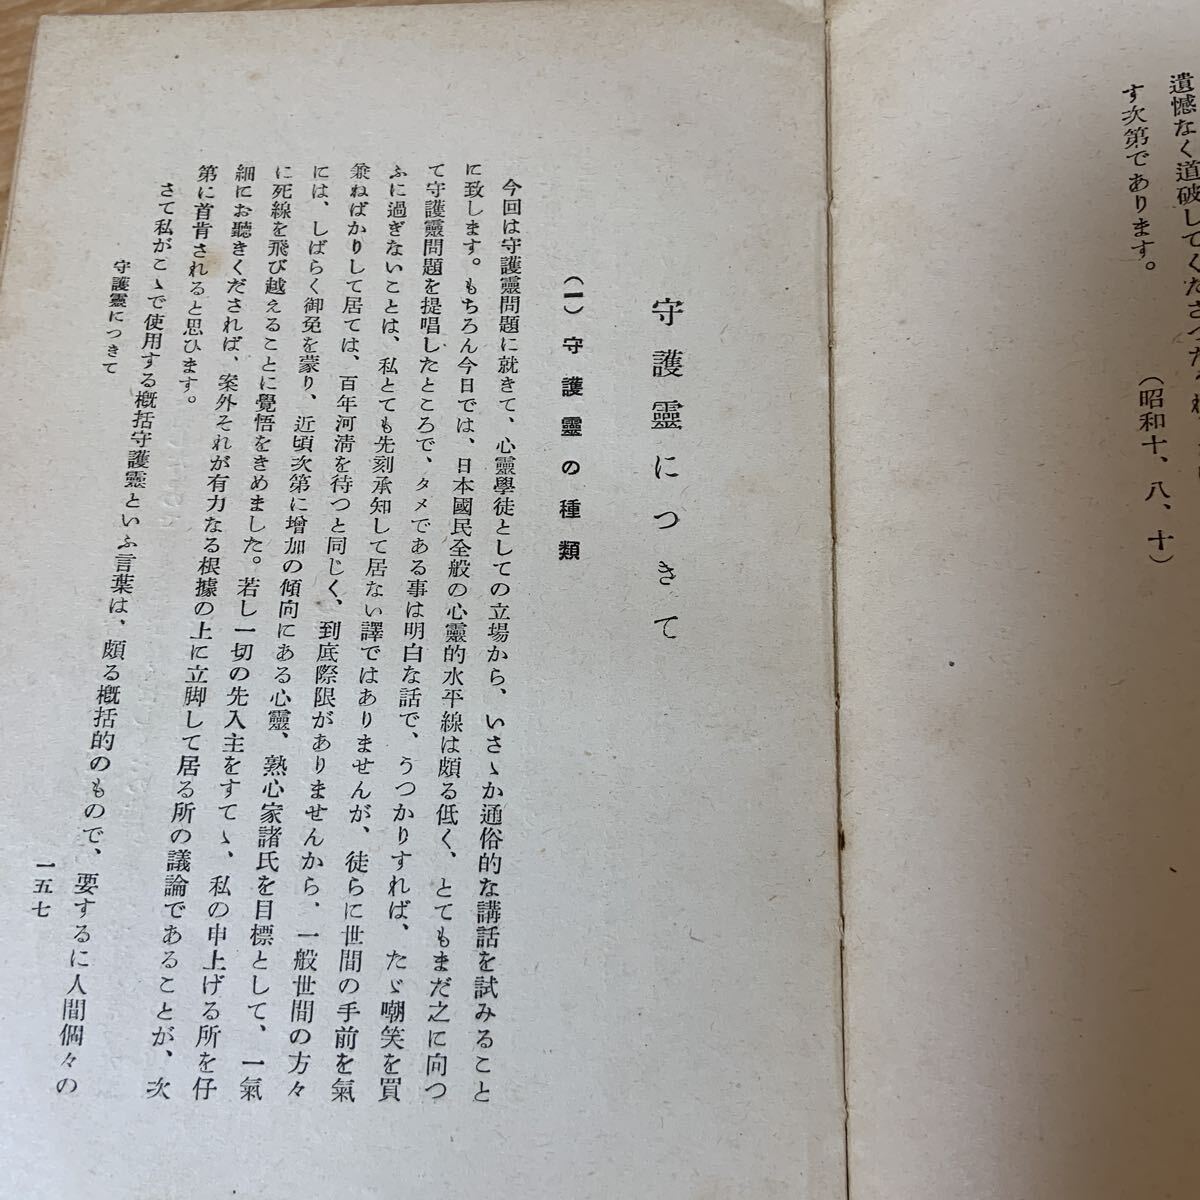 遺憾なく道破してくださつた
す次第であります。
(昭和十、八、十)
守護靈につきて
(一)守護靈の種類
今回は守護靈問題に就きて、心靈學徒としての立場から、いさゝか通俗的な講話を試みること
に致します。もちろん今日では、日本國民全般の心靈的水平線は頗る低く、とてもまだ之に向つ
て守護靈問題を提唱したところで、タメである事は明白な話で、うつかりすれば、たゞ嘲笑を買
ふに過ぎないことは、私とても先刻承知して居ない譯ではありませんが、徒らに世間の手前を氣
兼ねばかりして居ては、百年河淸を待つと同じく、到底際限がありませんから、一般世間の方々
には、しばらく御免を蒙り、近頃次第に增加の傾向にある心靈、熟心家諸氏を目標として、一氣
に死線を飛び越えることに覺悟をきめました。若し一切の先入主をすてゝ、私の申上げる所を仔
細にお聽きくだされば、案外それが有力なる根據の上に立脚して居る所の議論であることが、次
第に首肯されると思ひます。
さて私がこゝで使用する槪括守護靈といふ言葉は、頗る槪括的のもので、要するに人間個々の
守護靈につきて
一五七